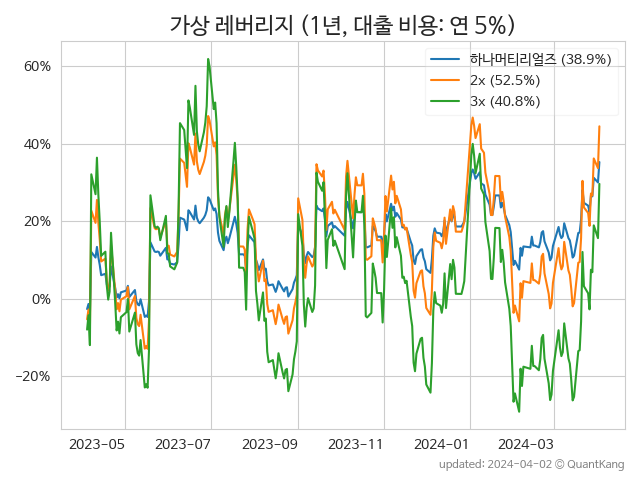 가상 레버리지 (1년, 대출 비용: 연 5%)
하나머티리얼즈 (38.9%)
2x (52.5%)
3x (40.8%)
60%
40%
20%
0%
−20%
2023−05
2023−07
2023−09
2023−11
2024−01
2024−03
updated: 2024-04-02 © QuantKang